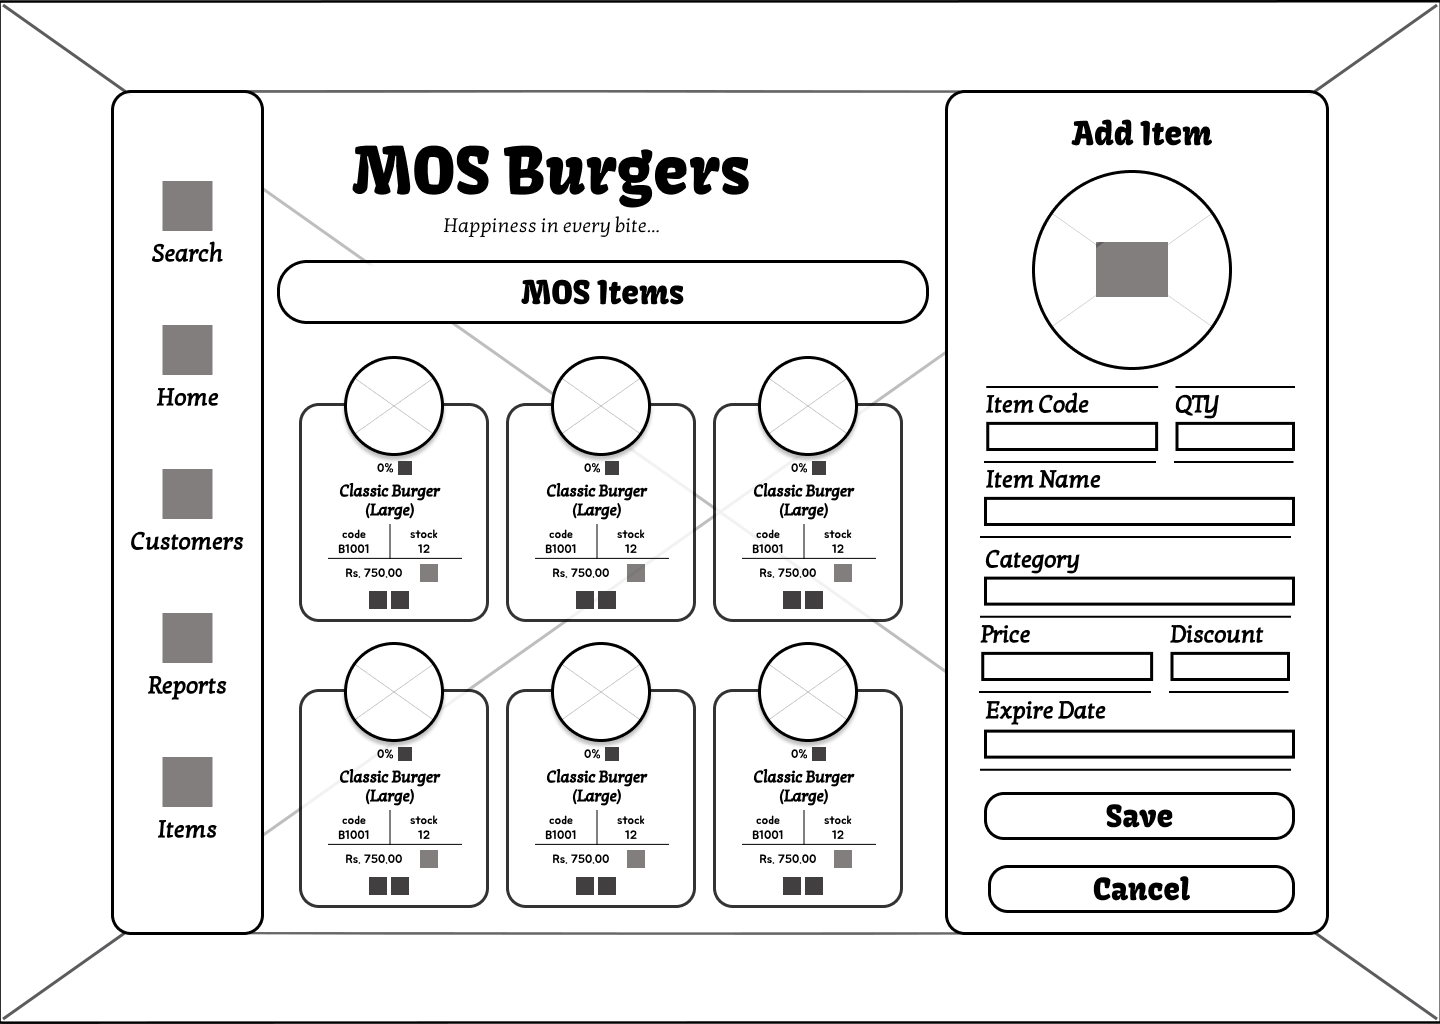 Search
Home
Customers
Reports
Items
MOS Burgers
Happiness in every bite...
MOS Items
0%
Classic Burger
(Large)
code
B1001
stock
12
Rs. 750.00
0%
Classic Burger
(Large)
code
B1001
stock
12
Rs. 750.00
0%
Classic Burger
(Large)
code
B1001
stock
12
Rs. 750.00
0%
Classic Burger
(Large)
code
B1001
stock
12
Rs. 750.00
0%
Classic Burger
(Large)
code
B1001
stock
12
Rs. 750.00
0%
Classic Burger
(Large)
code
B1001
stock
12
Rs. 750.00
Add Item
Item Code
QTY
Item Name
Category
Price
Discount
Expire Date
Save
Cancel